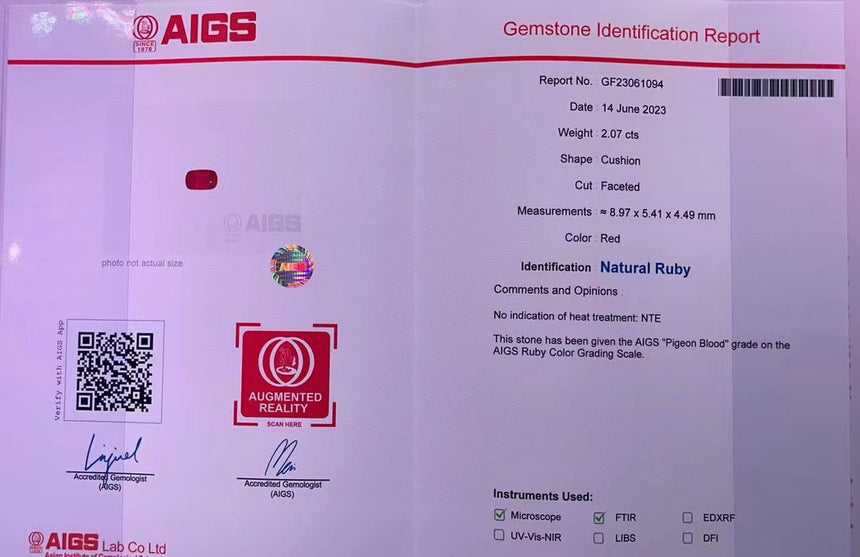 SINCE
1978
AIGS
Gemstone Identification Report
Report No. : GF23061094
Date : 14 June 2023
Weight : 2.07 cts
Shape : Cushion
Cut : Faceted
Measurements : ≈ 8.97 x 5.41 x 4.49 mm
Color : Red
Identification : Natural Ruby
Comments and Opinions :
No indication of heat treatment: NTE
This stone has been given the AIGS "Pigeon Blood" grade on the
AIGS Ruby Color Grading Scale.
Instruments Used:
Microscope FTIR EDXRF
UV-Vis-NIR LIBS DFI
AIGS
photo not actual size
AIGS
Verify with AIGS App
AUGMENTED
REALITY
SCAN HERE
Accredited Gemologist
(AIGS)
Accredited Gemologist
(AIGS)
AIGS Lab Co Ltd